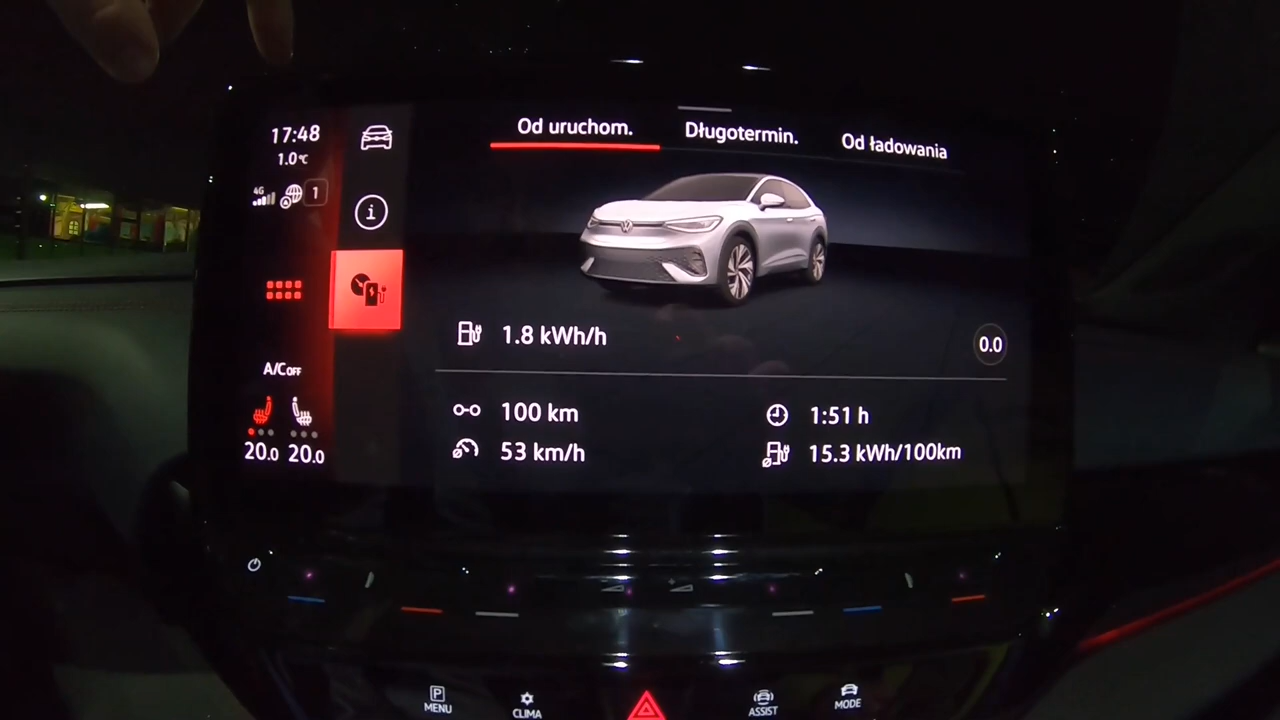 17:48
1.0°C
4G
1
A/C OFF
20.0 20.0
Od uruchom.
Długotermin.
Od ładowania
1.8 kWh/h
0.0
100 km
1:51 h
53 km/h
15.3 kWh/100km
P
MENU
CLIMA
ASSIST
MODE